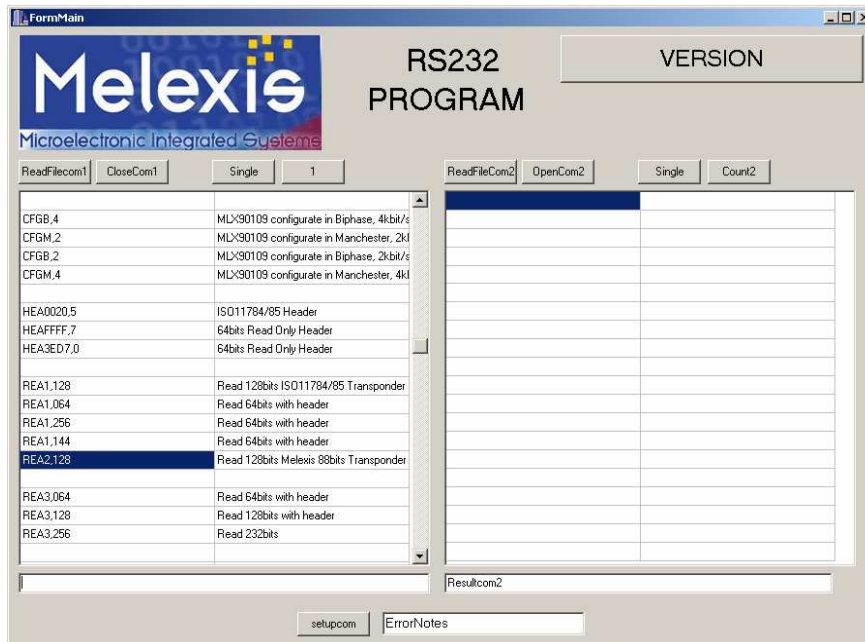 FormMain
Melexis
Microelectronic Integrated Systems
RS232
PROGRAM
VERSION
ReadFilecom1 CloseCom1 Single 1
ReadFileCom2 OpenCom2 Single Count2
CFGB,4 MLX90109 configurate in Biphase, 4kbit/s
CFGM,2 MLX90109 configurate in Manchester, 2kl
CFGB,2 MLX90109 configurate in Biphase, 2kbit/s
CFGM,4 MLX90109 configurate in Manchester, 4kl
HEA0020,5 ISO11784/85 Header
HEAFFFF,7 64bits Read Only Header
HEA3ED7,0 64bits Read Only Header
REA1,128 Read 128bits ISO11784/85 Transponder
REA1,064 Read 64bits with header
REA1,256 Read 64bits with header
REA1,144 Read 64bits with header
REA2,128 Read 128bits Melexis 88bits Transponder
REA3,064 Read 64bits with header
REA3,128 Read 128bits with header
REA3,256 Read 232bits
Resultcom2
setupcom ErrorNotes